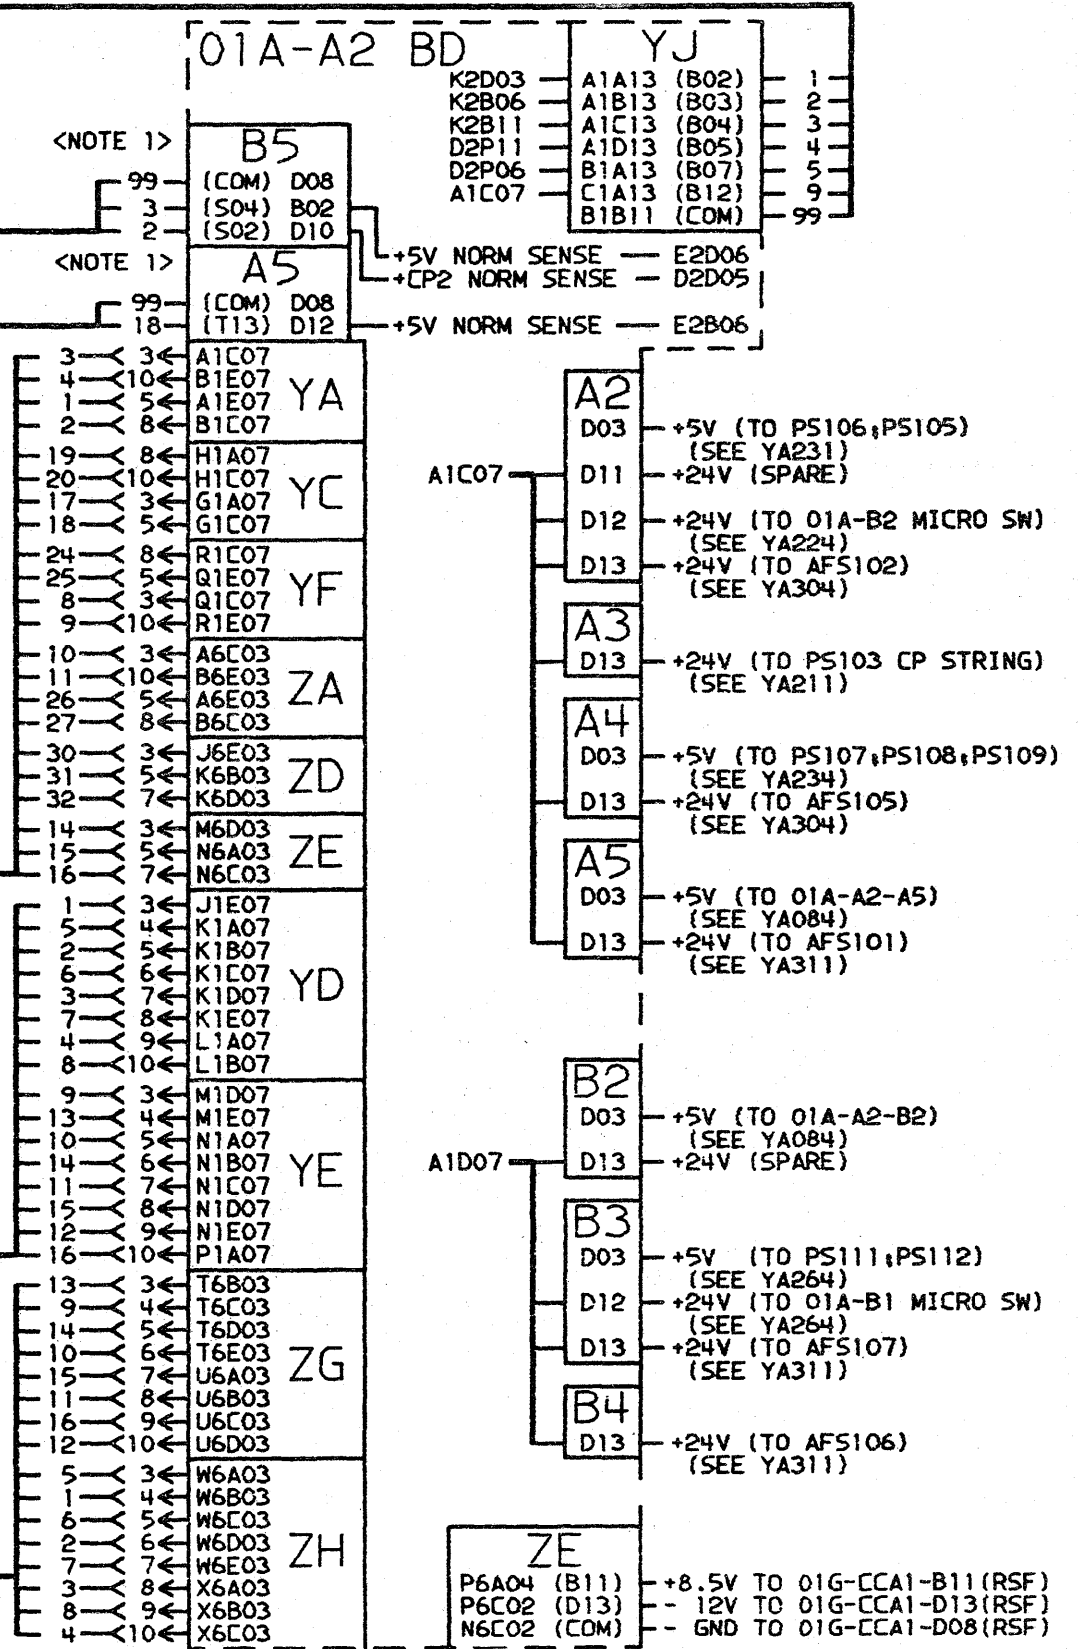 01A-A2 BD
YJ
K2D03 A1A13 (B02) 1
K2B06 A1B13 (B03) 2
K2B11 A1C13 (B04) 3
D2P11 A1D13 (B05) 4
D2P06 B1A13 (B07) 5
A1C07 C1A13 (B12) 9
B1B11 (COM) 99
<NOTE 1> B5
99 (COM) D08
3 (S04) B02
2 (S02) D10
+5V NORM SENSE E2D06
+CP2 NORM SENSE D2D05
<NOTE 1> A5
99 (COM) D08
18 (T13) D12 +5V NORM SENSE E2B06
YA
3 3 A1C07
4 10 B1E07
1 5 A1E07
2 8 B1C07
YC
19 8 H1A07
20 10 H1C07
17 3 G1A07
18 5 G1C07
YF
24 8 R1C07
25 5 Q1E07
8 3 Q1C07
9 10 R1E07
ZA
10 3 A6C03
11 10 B6E03
26 5 A6E03
27 8 B6C03
ZD
30 3 J6E03
31 5 K6B03
32 7 K6D03
ZE
14 3 M6D03
15 5 N6A03
16 7 N6C03
YD
1 3 J1E07
5 4 K1A07
2 5 K1B07
6 6 K1C07
3 7 K1D07
7 8 K1E07
4 9 L1A07
8 10 L1B07
YE
9 3 M1D07
13 4 M1E07
10 5 N1A07
14 6 N1B07
11 7 N1C07
15 8 N1D07
12 9 N1E07
16 10 P1A07
ZG
13 3 T6B03
9 4 T6C03
14 5 T6D03
10 6 T6E03
15 7 U6A03
11 8 U6B03
16 9 U6C03
12 10 U6D03
ZH
5 3 W6A03
1 4 W6B03
6 5 W6C03
2 6 W6D03
7 7 W6E03
3 8 X6A03
8 9 X6B03
4 10 X6C03
A1C07
A2
D03 +5V (TO PS106,PS105)
(SEE YA231)
D11 +24V (SPARE)
D12 +24V (TO 01A-B2 MICRO SW)
(SEE YA224)
D13 +24V (TO AFS102)
(SEE YA304)
A3
D13 +24V (TO PS103 CP STRING)
(SEE YA211)
A4
D03 +5V (TO PS107,PS108,PS109)
(SEE YA234)
D13 +24V (TO AFS105)
(SEE YA304)
A5
D03 +5V (TO 01A-A2-A5)
(SEE YA084)
D13 +24V (TO AFS101)
(SEE YA311)
A1D07
B2
D03 +5V (TO 01A-A2-B2)
(SEE YA084)
D13 +24V (SPARE)
B3
D03 +5V (TO PS111,PS112)
(SEE YA264)
D12 +24V (TO 01A-B1 MICRO SW)
(SEE YA264)
D13 +24V (TO AFS107)
(SEE YA311)
B4
D13 +24V (TO AFS106)
(SEE YA311)
ZE
P6A04 (B11) +8.5V TO 01G-CCA1-B11(RSF)
P6C02 (D13) - 12V TO 01G-CCA1-D13(RSF)
N6C02 (COM) - GND TO 01G-CCA1-D08(RSF)